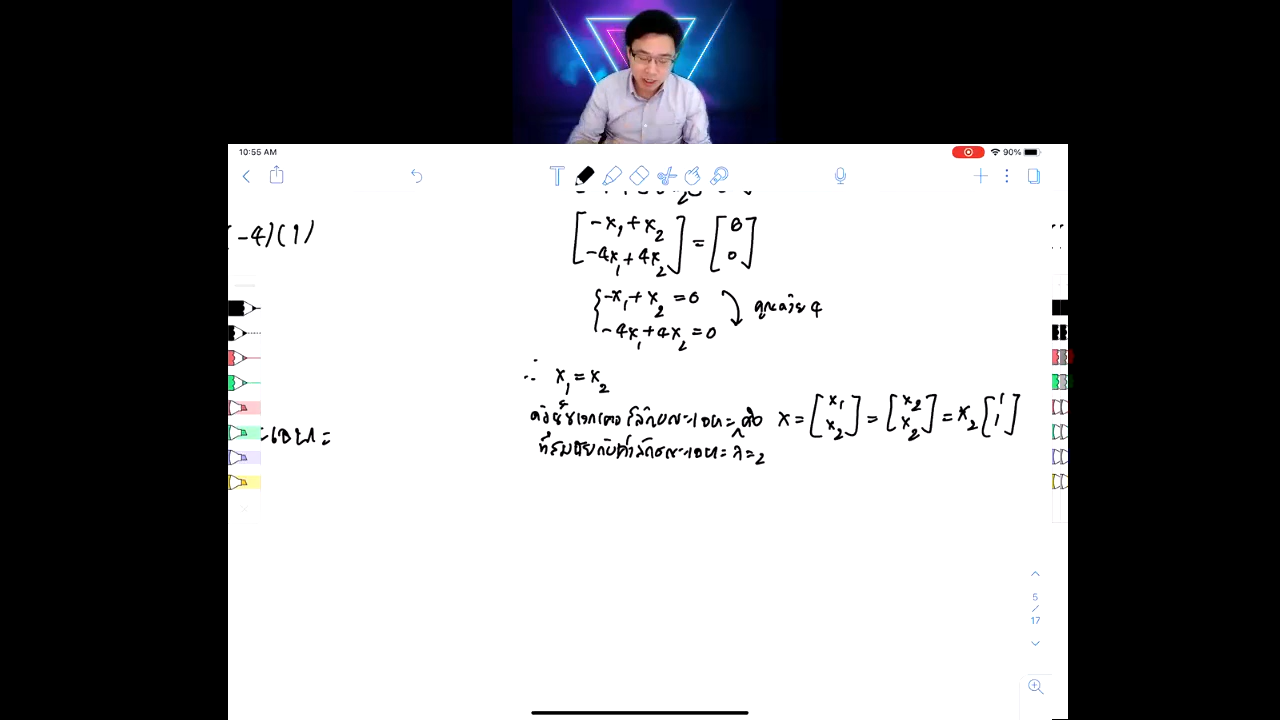 10:55 AM
90%
T
-4)(1)
[-x₁+x₂ / -4x₁+4x₂] = [0 / 0]
{-x₁+x₂ = 0
-4x₁+4x₂ = 0
คูณด้วย 4
∴ x₁ = x₂
ดังนั้นเวกเตอร์ลักษณะเฉพาะ คือ X = [x₁ / x₂] = [x₂ / x₂] = x₂ [1 / 1]
ที่สมนัยกับค่าลักษณะเฉพาะ λ=2
5
/
17